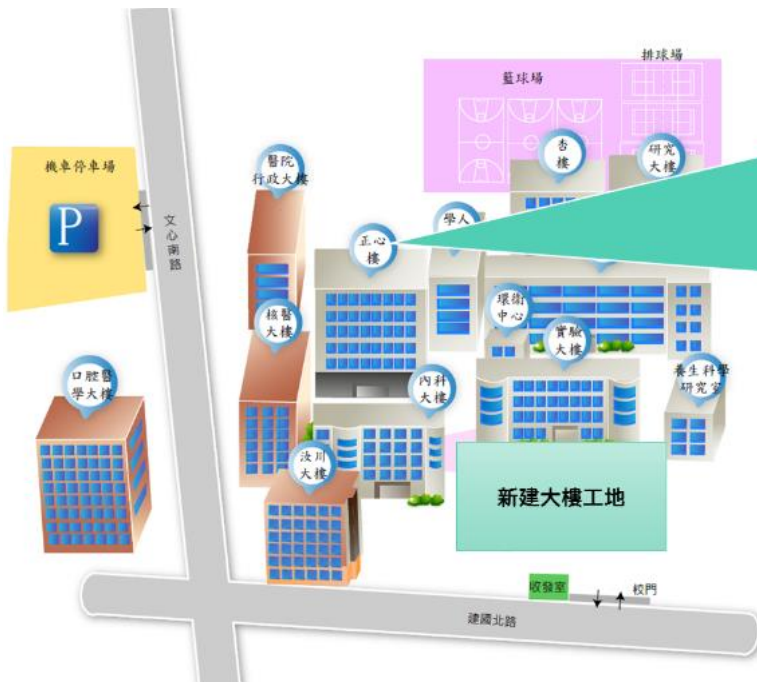 籃球場
排球場
機車停車場
P
醫院
行政大樓
杏
樓
研究
大樓
文心南路
正心
樓
學人
核醫
大樓
環衛
中心
實驗
大樓
口腔醫
學大樓
內科
大樓
養生科學
研究室
汝川
大樓
新建大樓工地
收發室
校門
建國北路